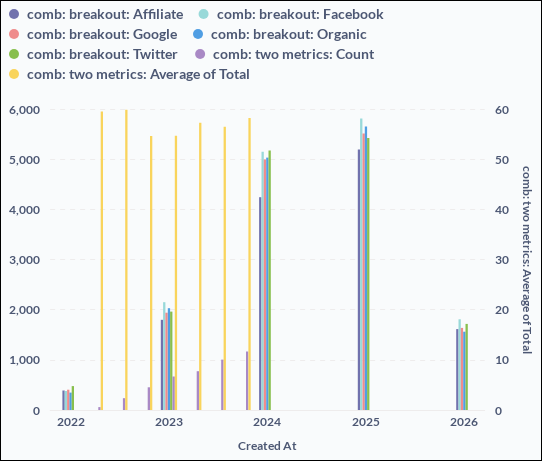 comb: breakout: Affiliate comb: breakout: Facebook
comb: breakout: Google comb: breakout: Organic
comb: breakout: Twitter comb: two metrics: Count
comb: two metrics: Average of Total
6,000 60
5,000 50
4,000 40
3,000 30
2,000 20
1,000 10
0 0
comb: two metrics: Average of Total
2022 2023 2024 2025 2026
Created At